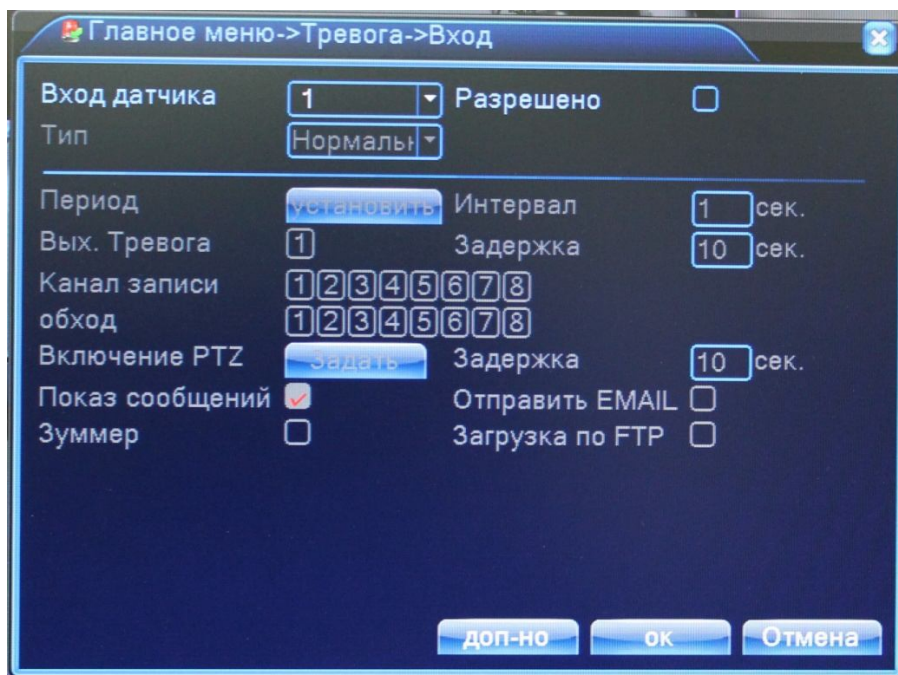 Главное меню->Тревога->Вход
Вход датчика 1 Разрешено
Тип Нормальн
Период установить Интервал 1 сек.
Вых. Тревога 1 Задержка 10 сек.
Канал записи 1 2 3 4 5 6 7 8
обход 1 2 3 4 5 6 7 8
Включение PTZ Задать Задержка 10 сек.
Показ сообщений Отправить EMAIL
Зуммер Загрузка по FTP
доп-но ок Отмена